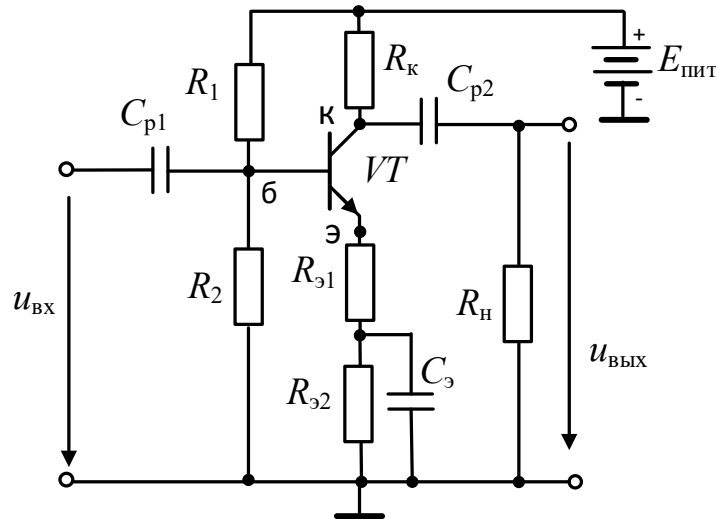 +
R₁
Rк
Eпит
Cр1
Cр2
-
к
VT
б
э
Rэ1
uвх
R₂
Rн
uвых
Rэ2
Cэ